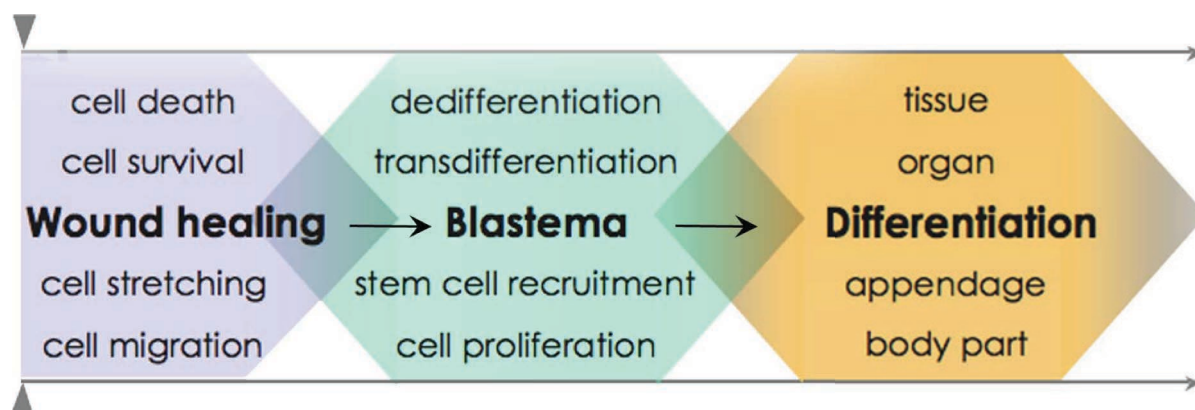 cell death
cell survival
Wound healing
cell stretching
cell migration
dedifferentiation
transdifferentiation
Blastema
stem cell recruitment
cell proliferation
tissue
organ
Differentiation
appendage
body part